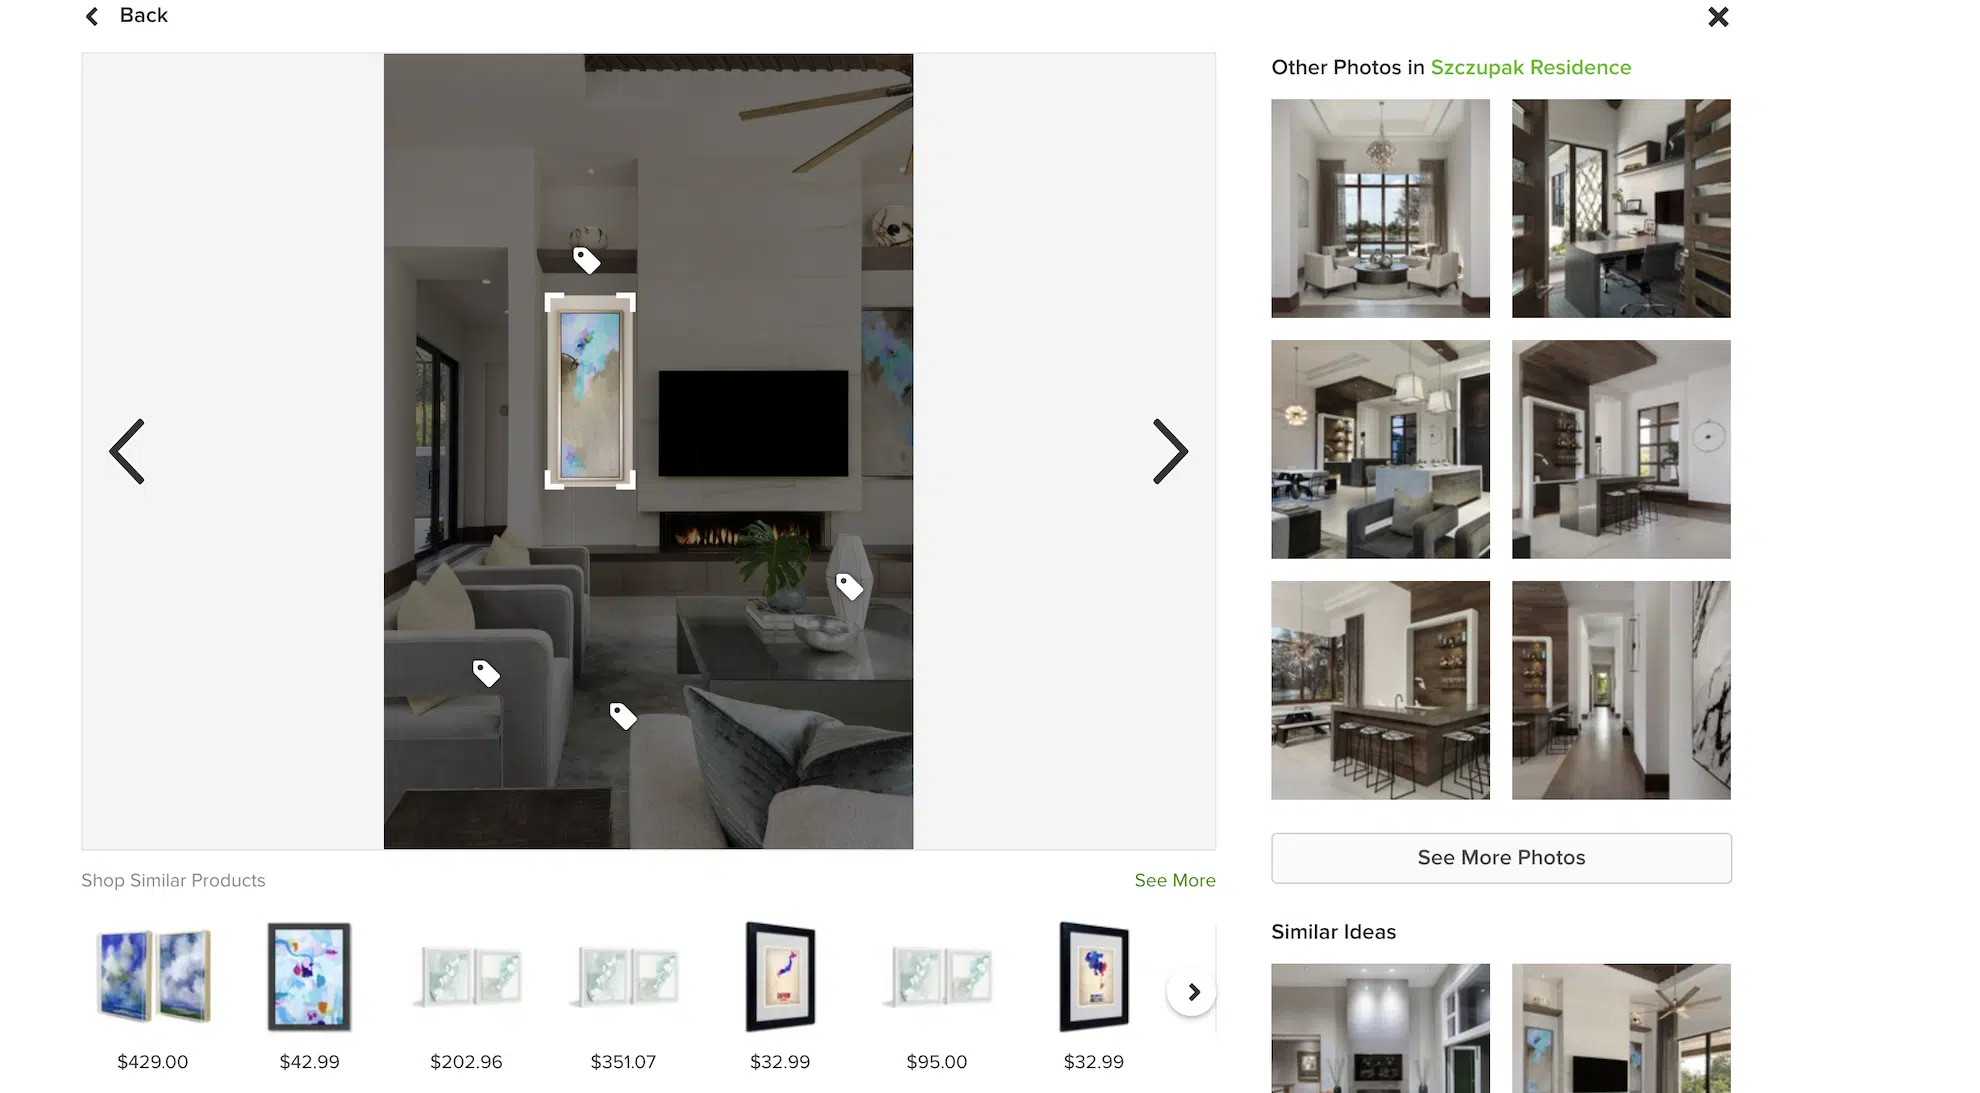 Back
Other Photos in Szczupak Residence
See More Photos
Shop Similar Products
See More
$429.00
$42.99
$202.96
$351.07
$32.99
$95.00
$32.99
Similar Ideas